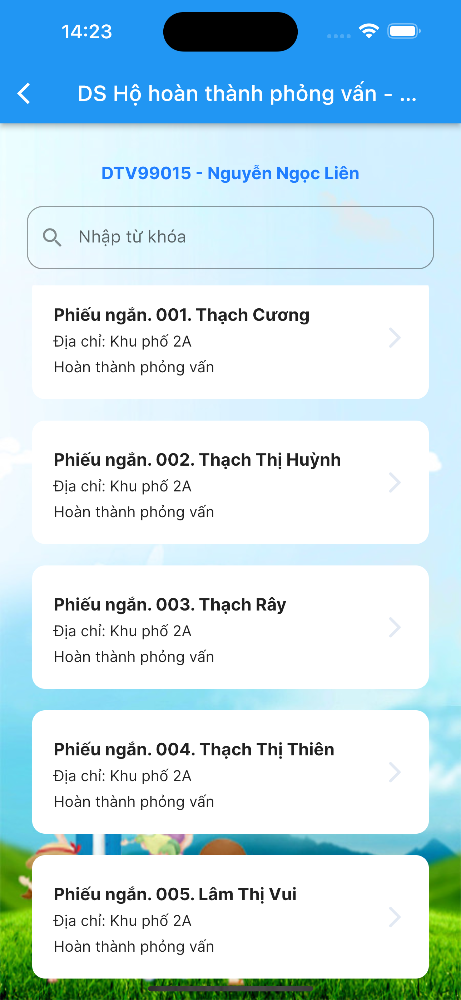 14:23
DS Hộ hoàn thành phỏng vấn - ...
DTV99015 - Nguyễn Ngọc Liên
Nhập từ khóa
Phiếu ngắn. 001. Thạch Cương
Địa chỉ: Khu phố 2A
Hoàn thành phỏng vấn
Phiếu ngắn. 002. Thạch Thị Huỳnh
Địa chỉ: Khu phố 2A
Hoàn thành phỏng vấn
Phiếu ngắn. 003. Thạch Rây
Địa chỉ: Khu phố 2A
Hoàn thành phỏng vấn
Phiếu ngắn. 004. Thạch Thị Thiên
Địa chỉ: Khu phố 2A
Hoàn thành phỏng vấn
Phiếu ngắn. 005. Lâm Thị Vui
Địa chỉ: Khu phố 2A
Hoàn thành phỏng vấn